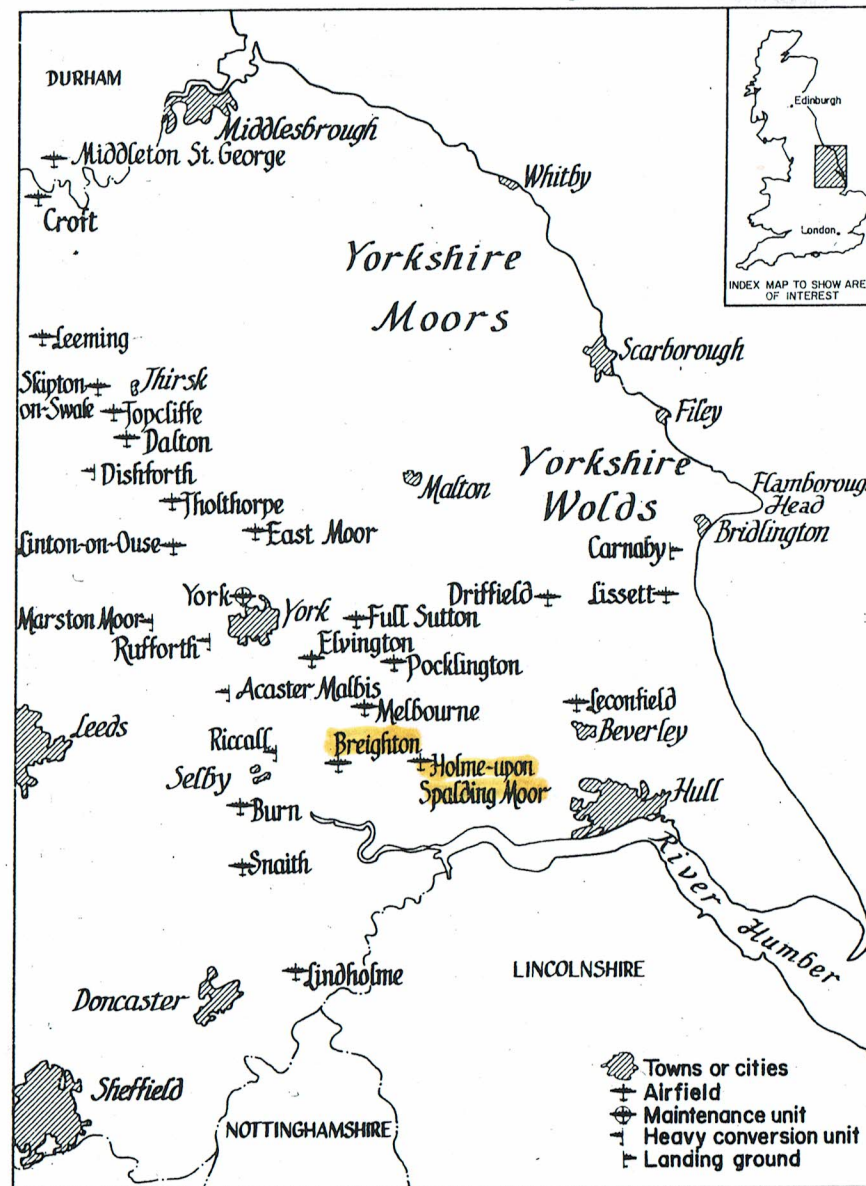 DURHAM
Middlesbrough
Middleton St. George
Croft
Whitby
Edinburgh
London
INDEX MAP TO SHOW ARE
OF INTEREST
Yorkshire
Moors
Leeming
Scarborough
Skipton
on-Swale
Thirsk
Topcliffe
Dalton
Filey
Dishforth
Malton
Yorkshire
Wolds
Flamboroug
Head
Tholthorpe
Bridlington
Linton-on-Ouse
East Moor
Carnaby
York
York
Driffield
Lissett
Marston Moor
Full Sutton
Rufforth
Elvington
Pocklington
Acaster Malbis
Leconfield
Melbourne
Leeds
Beverley
Riccall
Breighton
Holme-upon
Spalding Moor
Selby
Hull
Burn
Snaith
River Humber
Lindholme
LINCOLNSHIRE
Doncaster
Sheffield
NOTTINGHAMSHIRE
Towns or cities
Airfield
Maintenance unit
Heavy conversion unit
Landing ground